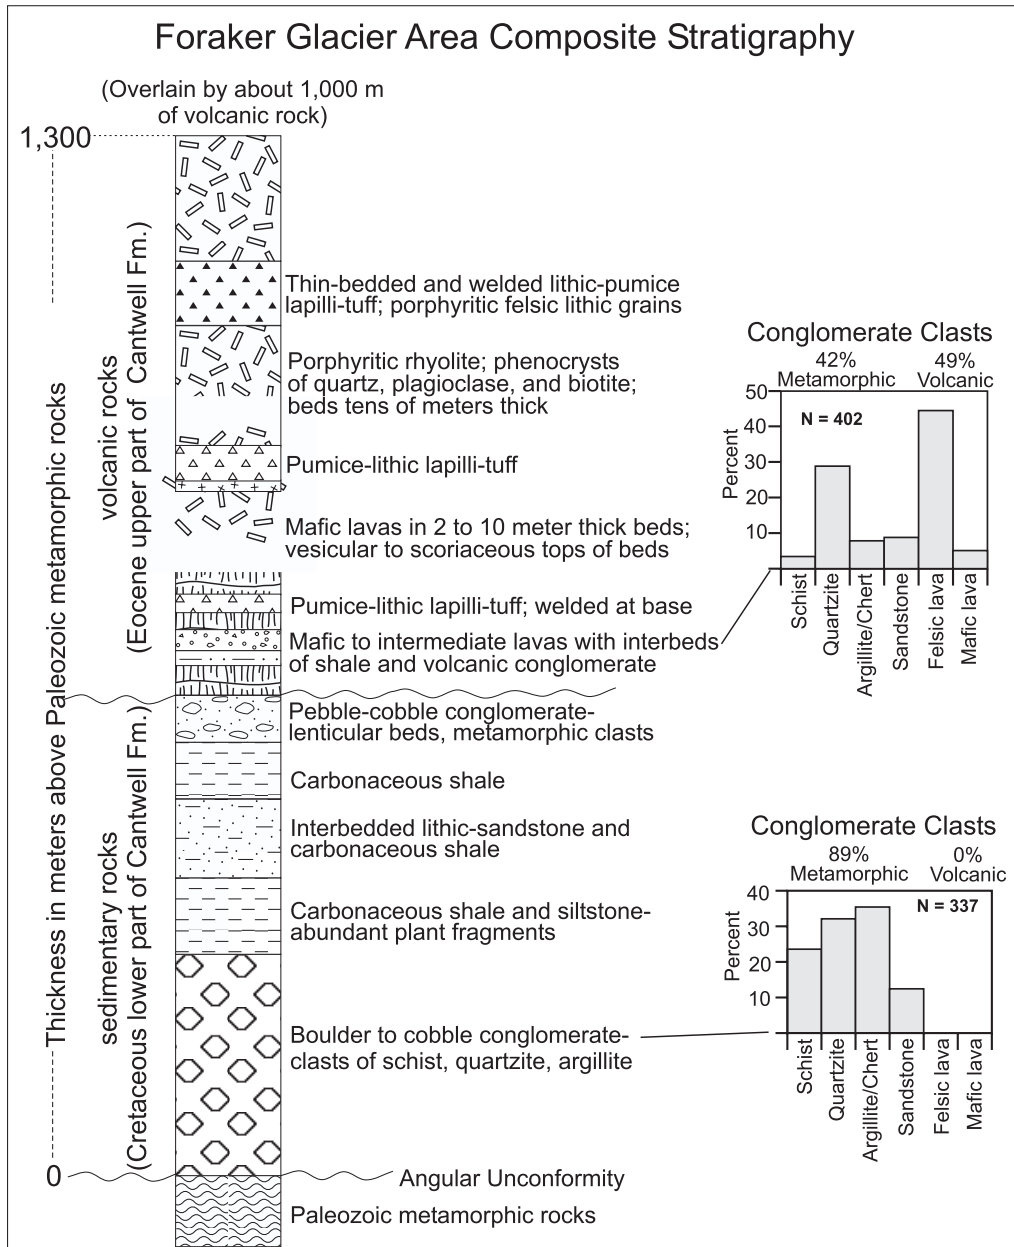 Foraker Glacier Area Composite Stratigraphy
(Overlain by about 1,000 m
of volcanic rock)
1,300
0
Thickness in meters above Paleozoic metamorphic rocks
volcanic rocks
(Eocene upper part of Cantwell Fm.)
sedimentary rocks
(Cretaceous lower part of Cantwell Fm.)
Thin-bedded and welded lithic-pumice
lapilli-tuff; porphyritic felsic lithic grains
Porphyritic rhyolite; phenocrysts
of quartz, plagioclase, and biotite;
beds tens of meters thick
Pumice-lithic lapilli-tuff
Mafic lavas in 2 to 10 meter thick beds;
vesicular to scoriaceous tops of beds
Pumice-lithic lapilli-tuff; welded at base
Mafic to intermediate lavas with interbeds
of shale and volcanic conglomerate
Pebble-cobble conglomerate-
lenticular beds, metamorphic clasts
Carbonaceous shale
Interbedded lithic-sandstone and
carbonaceous shale
Carbonaceous shale and siltstone-
abundant plant fragments
Boulder to cobble conglomerate-
clasts of schist, quartzite, argillite
Angular Unconformity
Paleozoic metamorphic rocks
Conglomerate Clasts
42% 49%
Metamorphic Volcanic
N = 402
Percent
50
40
30
20
10
Schist
Quartzite
Argillite/Chert
Sandstone
Felsic lava
Mafic lava
Conglomerate Clasts
89% 0%
Metamorphic Volcanic
N = 337
Percent
40
30
20
10
Schist
Quartzite
Argillite/Chert
Sandstone
Felsic lava
Mafic lava